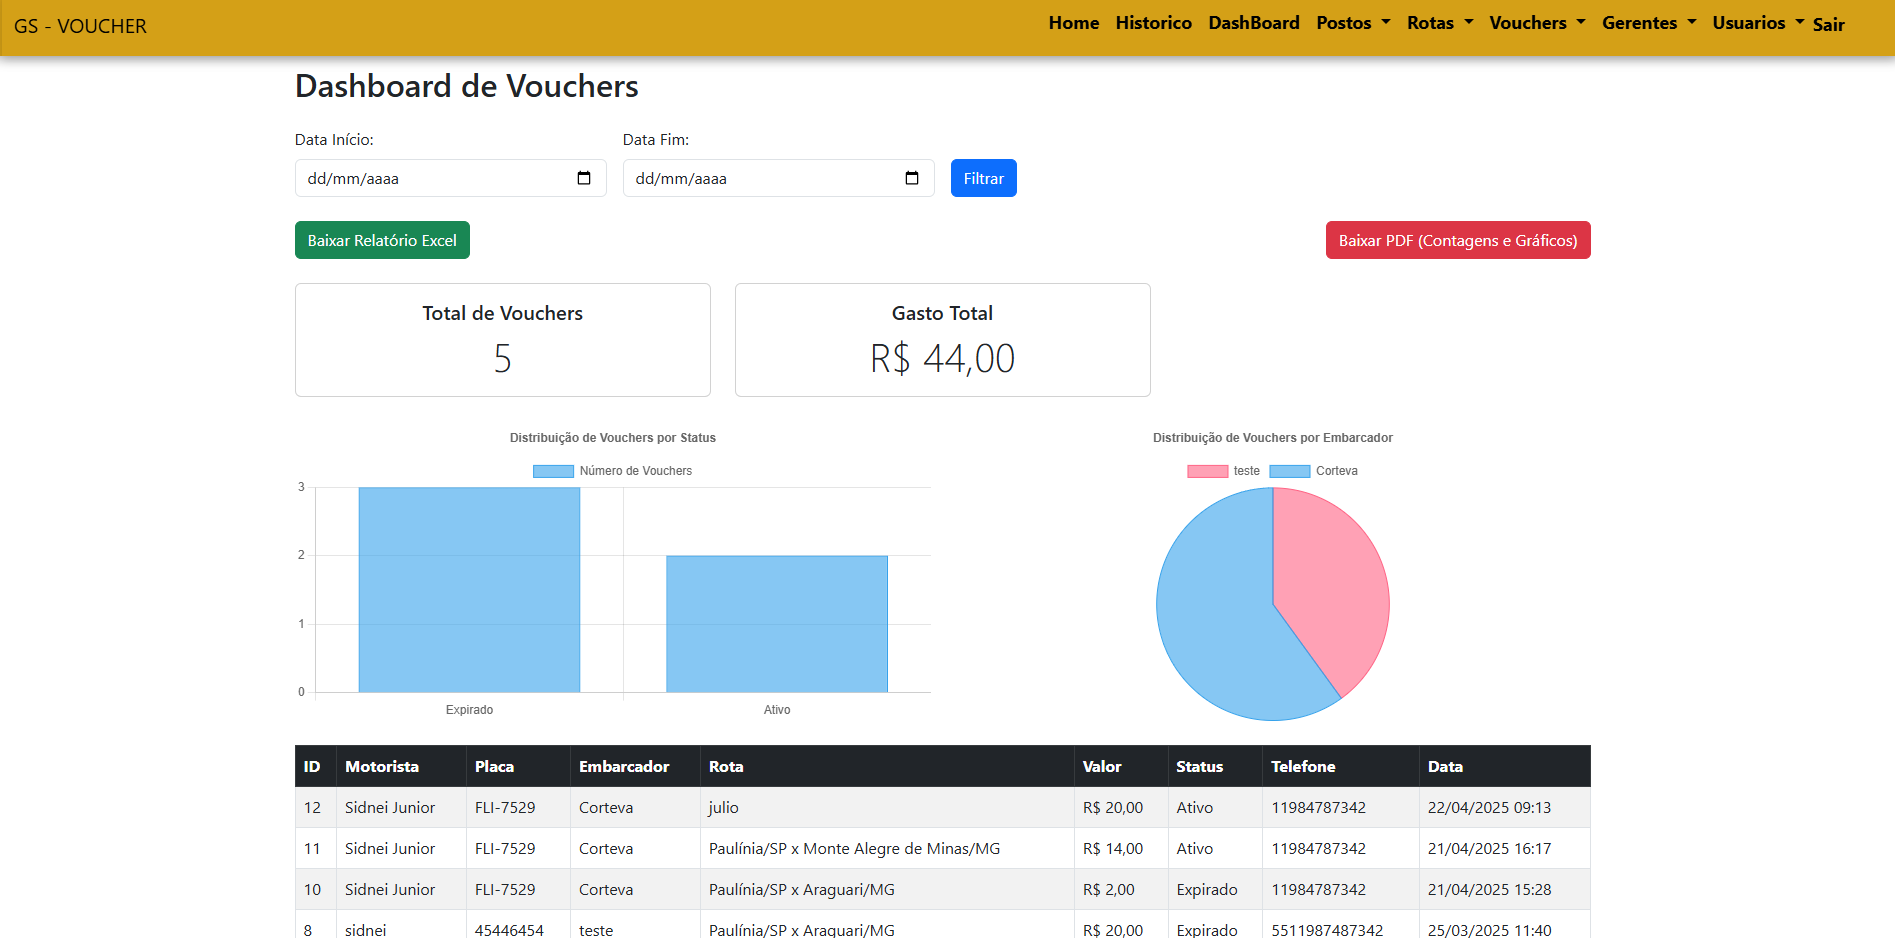 GS - VOUCHER
Home Historico DashBoard Postos Rotas Vouchers Gerentes Usuarios Sair
Dashboard de Vouchers
Data Início: Data Fim:
dd/mm/aaaa dd/mm/aaaa Filtrar
Baixar Relatório Excel Baixar PDF (Contagens e Gráficos)
Total de Vouchers
5
Gasto Total
R$ 44,00
Distribuição de Vouchers por Status
Número de Vouchers
3
2
1
0
Expirado Ativo
Distribuição de Vouchers por Embarcador
teste Corteva
ID Motorista Placa Embarcador Rota Valor Status Telefone Data
12 Sidnei Junior FLI-7529 Corteva julio R$ 20,00 Ativo 11984787342 22/04/2025 09:13
11 Sidnei Junior FLI-7529 Corteva Paulínia/SP x Monte Alegre de Minas/MG R$ 14,00 Ativo 11984787342 21/04/2025 16:17
10 Sidnei Junior FLI-7529 Corteva Paulínia/SP x Araguari/MG R$ 2,00 Expirado 11984787342 21/04/2025 15:28
8 sidnei 45446454 teste Paulínia/SP x Araguari/MG R$ 20,00 Expirado 5511987487342 25/03/2025 11:40